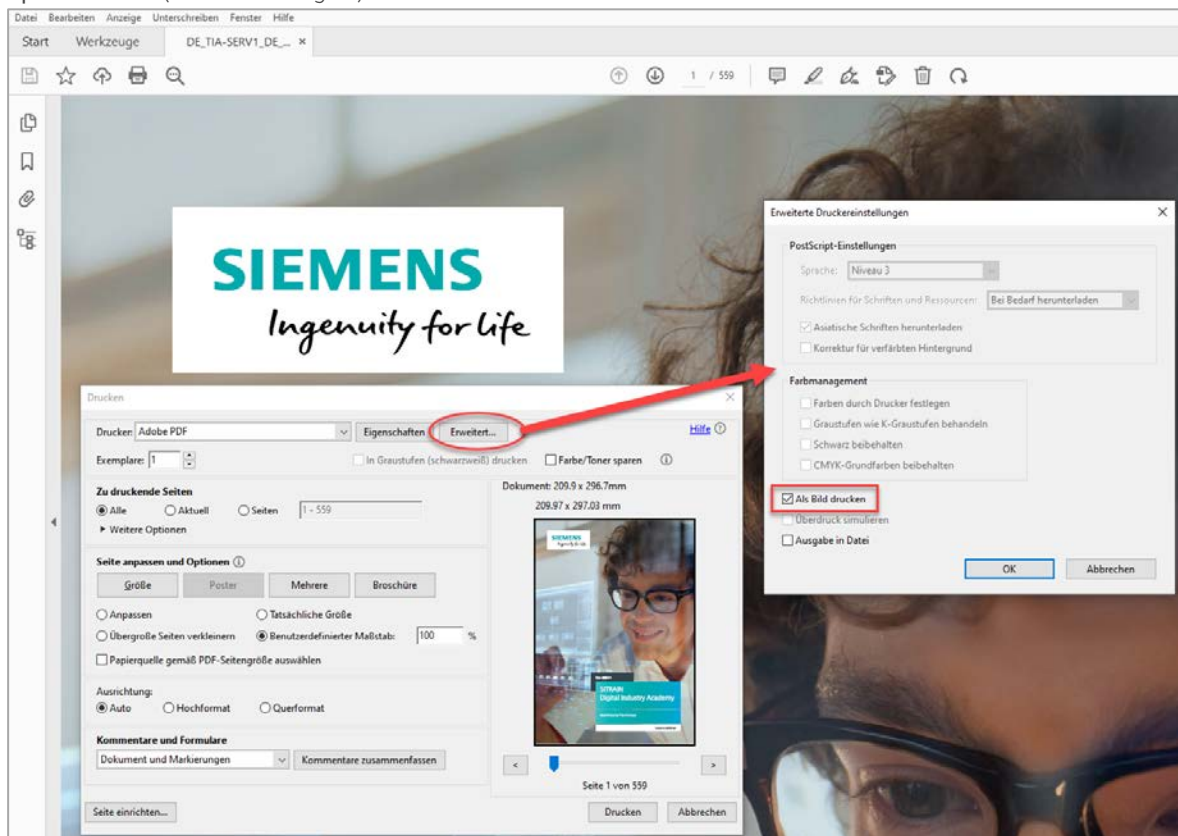 Datei Bearbeiten Anzeige Unterschreiben Fenster Hilfe
Start Werkzeuge DE_TIA-SERV1_DE_... ×
1 / 559
SIEMENS
Ingenuity for life
Drucken
Drucker: Adobe PDF Eigenschaften Erweitert... Hilfe
Exemplare: 1 In Graustufen (schwarzweiß) drucken Farbe/Toner sparen
Zu druckende Seiten
Alle Aktuell Seiten 1 - 559
Weitere Optionen
Seite anpassen und Optionen
Größe Poster Mehrere Broschüre
Anpassen Tatsächliche Größe
Übergroße Seiten verkleinern Benutzerdefinierter Maßstab: 100 %
Papierquelle gemäß PDF-Seitengröße auswählen
Ausrichtung:
Auto Hochformat Querformat
Kommentare und Formulare
Dokument und Markierungen Kommentare zusammenfassen
Seite einrichten...
Dokument: 209.9 x 296.7mm
209.97 x 297.03 mm
SIEMENS
Ingenuity for life
SITRAIN
Digital Industry Academy
< >
Seite 1 von 559
Drucken Abbrechen
Erweiterte Druckereinstellungen
PostScript-Einstellungen
Sprache: Niveau 3
Richtlinien für Schriften und Ressourcen: Bei Bedarf herunterladen
Asiatische Schriften herunterladen
Korrektur für verfärbten Hintergrund
Farbmanagement
Farben durch Drucker festlegen
Graustufen wie K-Graustufen behandeln
Schwarz beibehalten
CMYK-Grundfarben beibehalten
Als Bild drucken
Überdruck simulieren
Ausgabe in Datei
OK Abbrechen